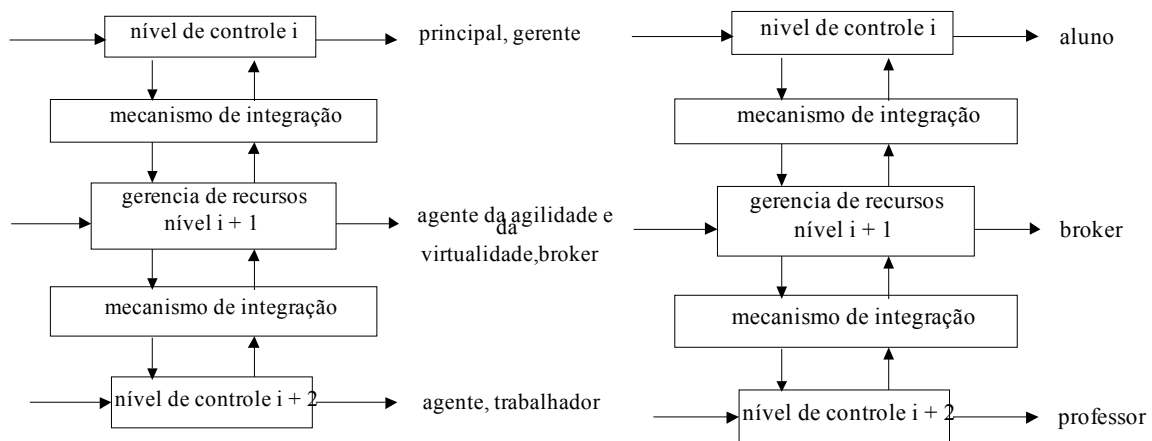 nível de controle i
principal, gerente
mecanismo de integração
gerencia de recursos
nível i + 1
agente da agilidade e
da
virtualidade,broker
mecanismo de integração
nível de controle i + 2
agente, trabalhador
nivel de controle i
aluno
mecanismo de integração
gerencia de recursos
nível i + 1
broker
mecanismo de integração
nível de controle i + 2
professor